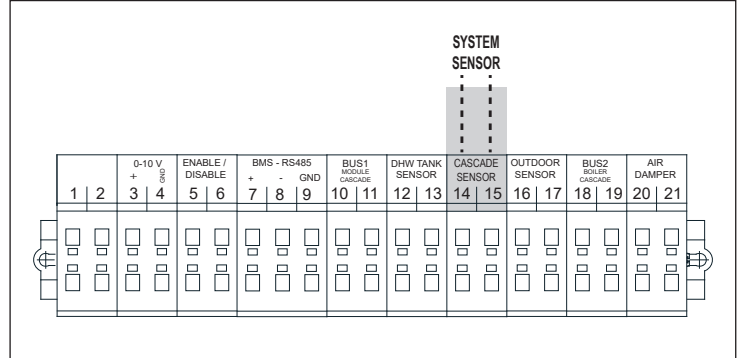 SYSTEM
SENSOR
0-10 V
+ GND
ENABLE /
DISABLE
BMS - RS485
+ - GND
BUS1
MODULE
CASCADE
DHW TANK
SENSOR
CASCADE
SENSOR
OUTDOOR
SENSOR
BUS2
BOILER
CASCADE
AIR
DAMPER
1 2 3 4 5 6 7 8 9 10 11 12 13 14 15 16 17 18 19 20 21